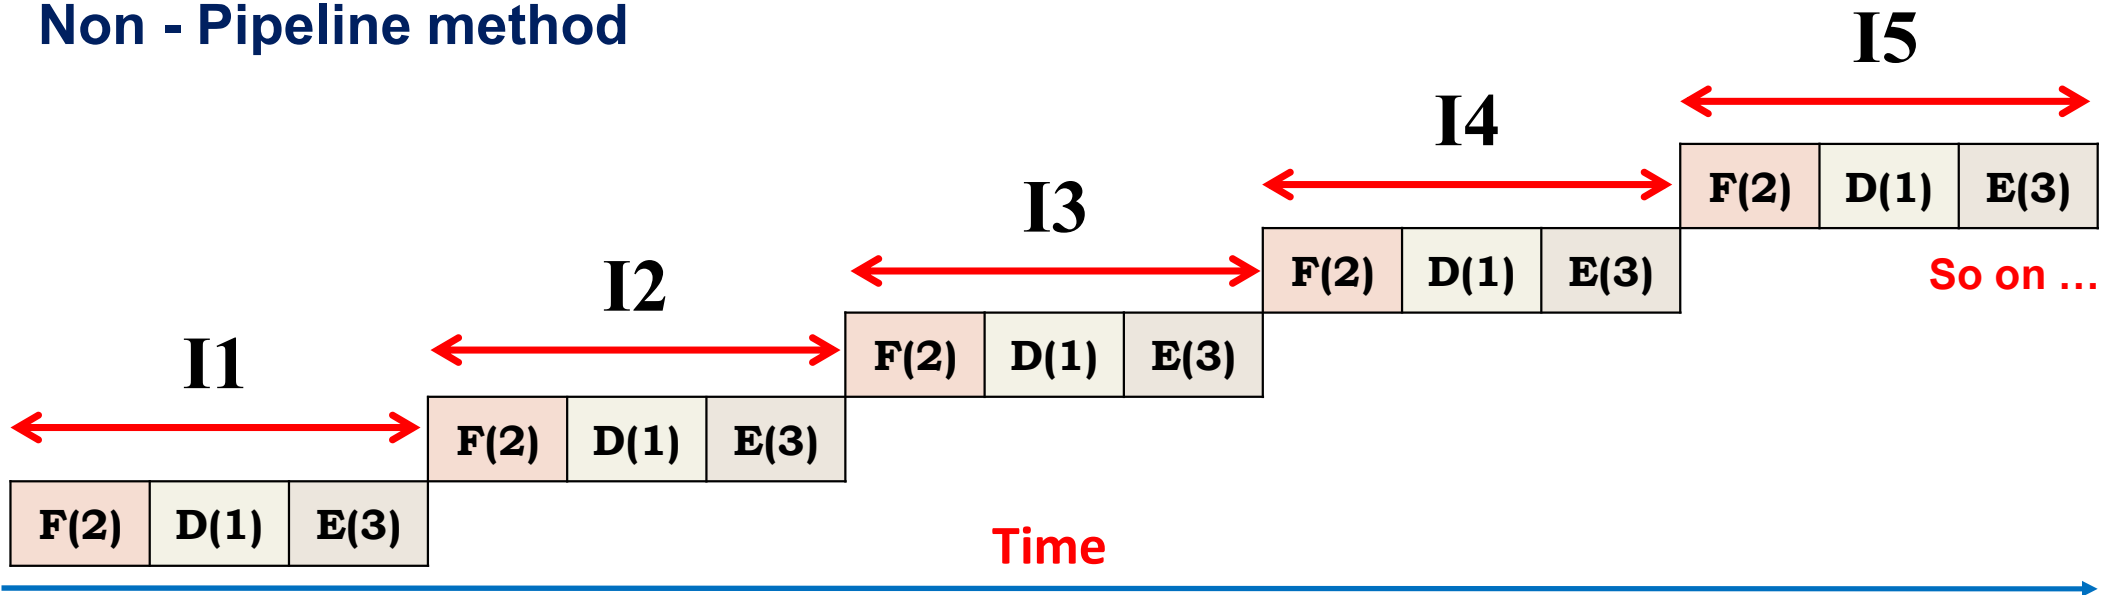 Non - Pipeline method
I5
F(2) D(1) E(3)
I4
F(2) D(1) E(3)
So on ...
I3
F(2) D(1) E(3)
I2
F(2) D(1) E(3)
I1
F(2) D(1) E(3)
Time